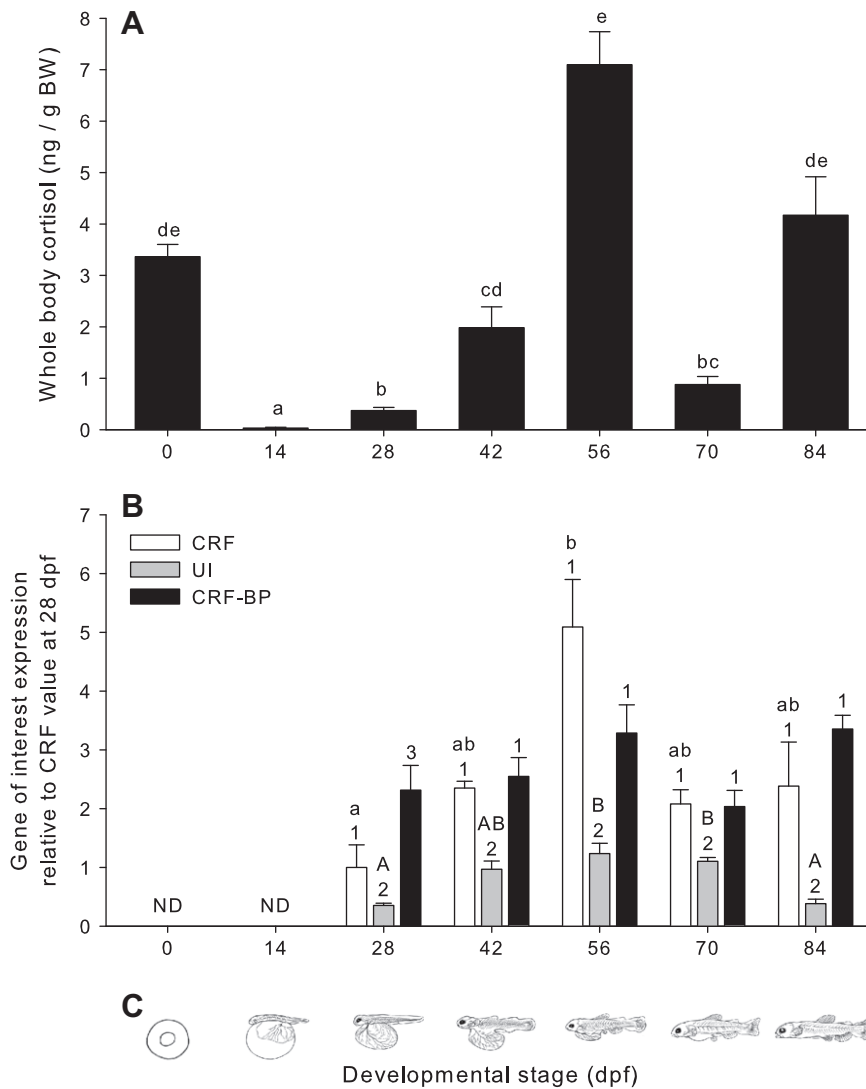 A
Whole body cortisol (ng / g BW)
8
7
6
5
4
3
2
1
0
de
a
b
cd
e
bc
de
0 14 28 42 56 70 84
B
Gene of interest expression
relative to CRF value at 28 dpf
7
6
5
4
3
2
1
0
CRF
UI
CRF-BP
ND ND
a
1
A
2
3
ab
1
AB
2
1
b
1
B
2
1
ab
1
B
2
1
ab
1
A
2
1
0 14 28 42 56 70 84
C
Developmental stage (dpf)